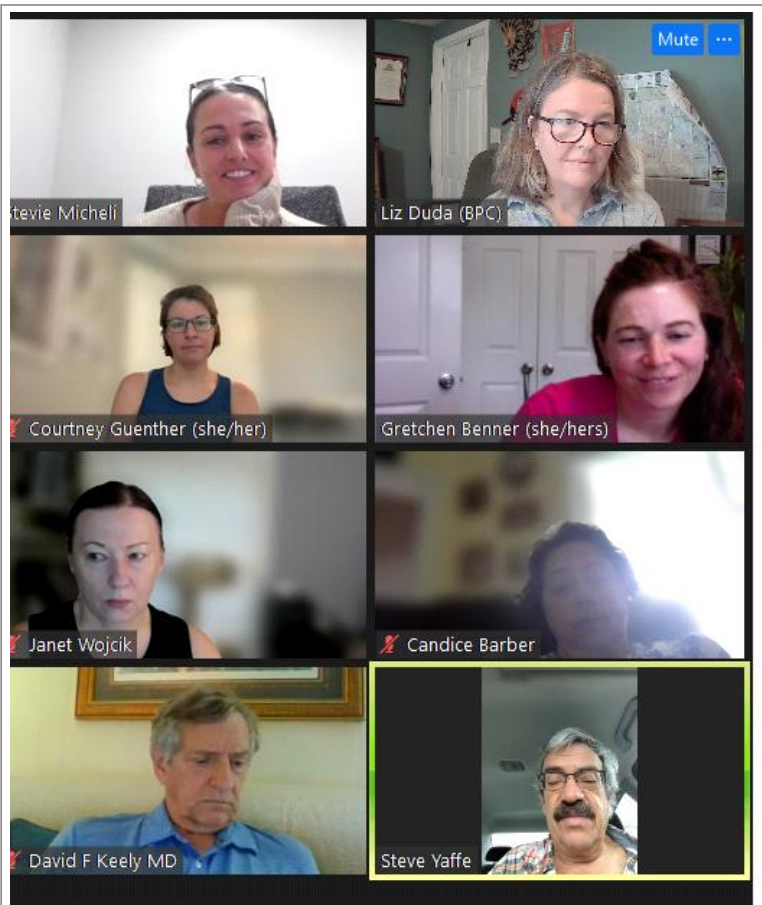 Mute ...
Stevie Micheli
Liz Duda (BPC)
Courtney Guenther (she/her)
Gretchen Benner (she/hers)
Janet Wojcik
Candice Barber
David F Keely MD
Steve Yaffe